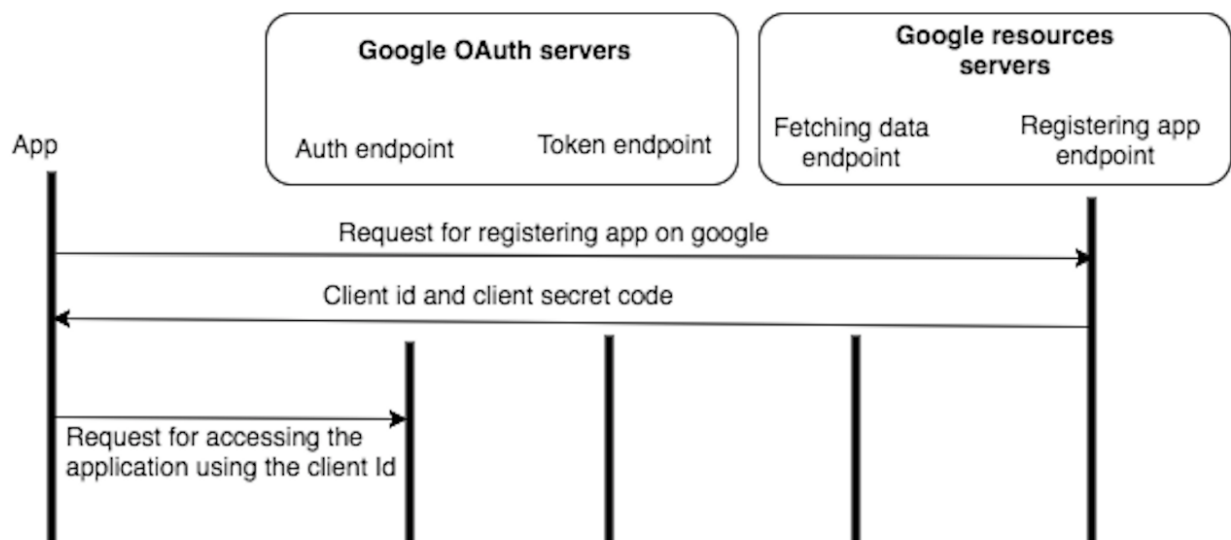 Google OAuth servers
Google resources
servers
App
Auth endpoint
Token endpoint
Fetching data
endpoint
Registering app
endpoint
Request for registering app on google
Client id and client secret code
Request for accessing the
application using the client Id